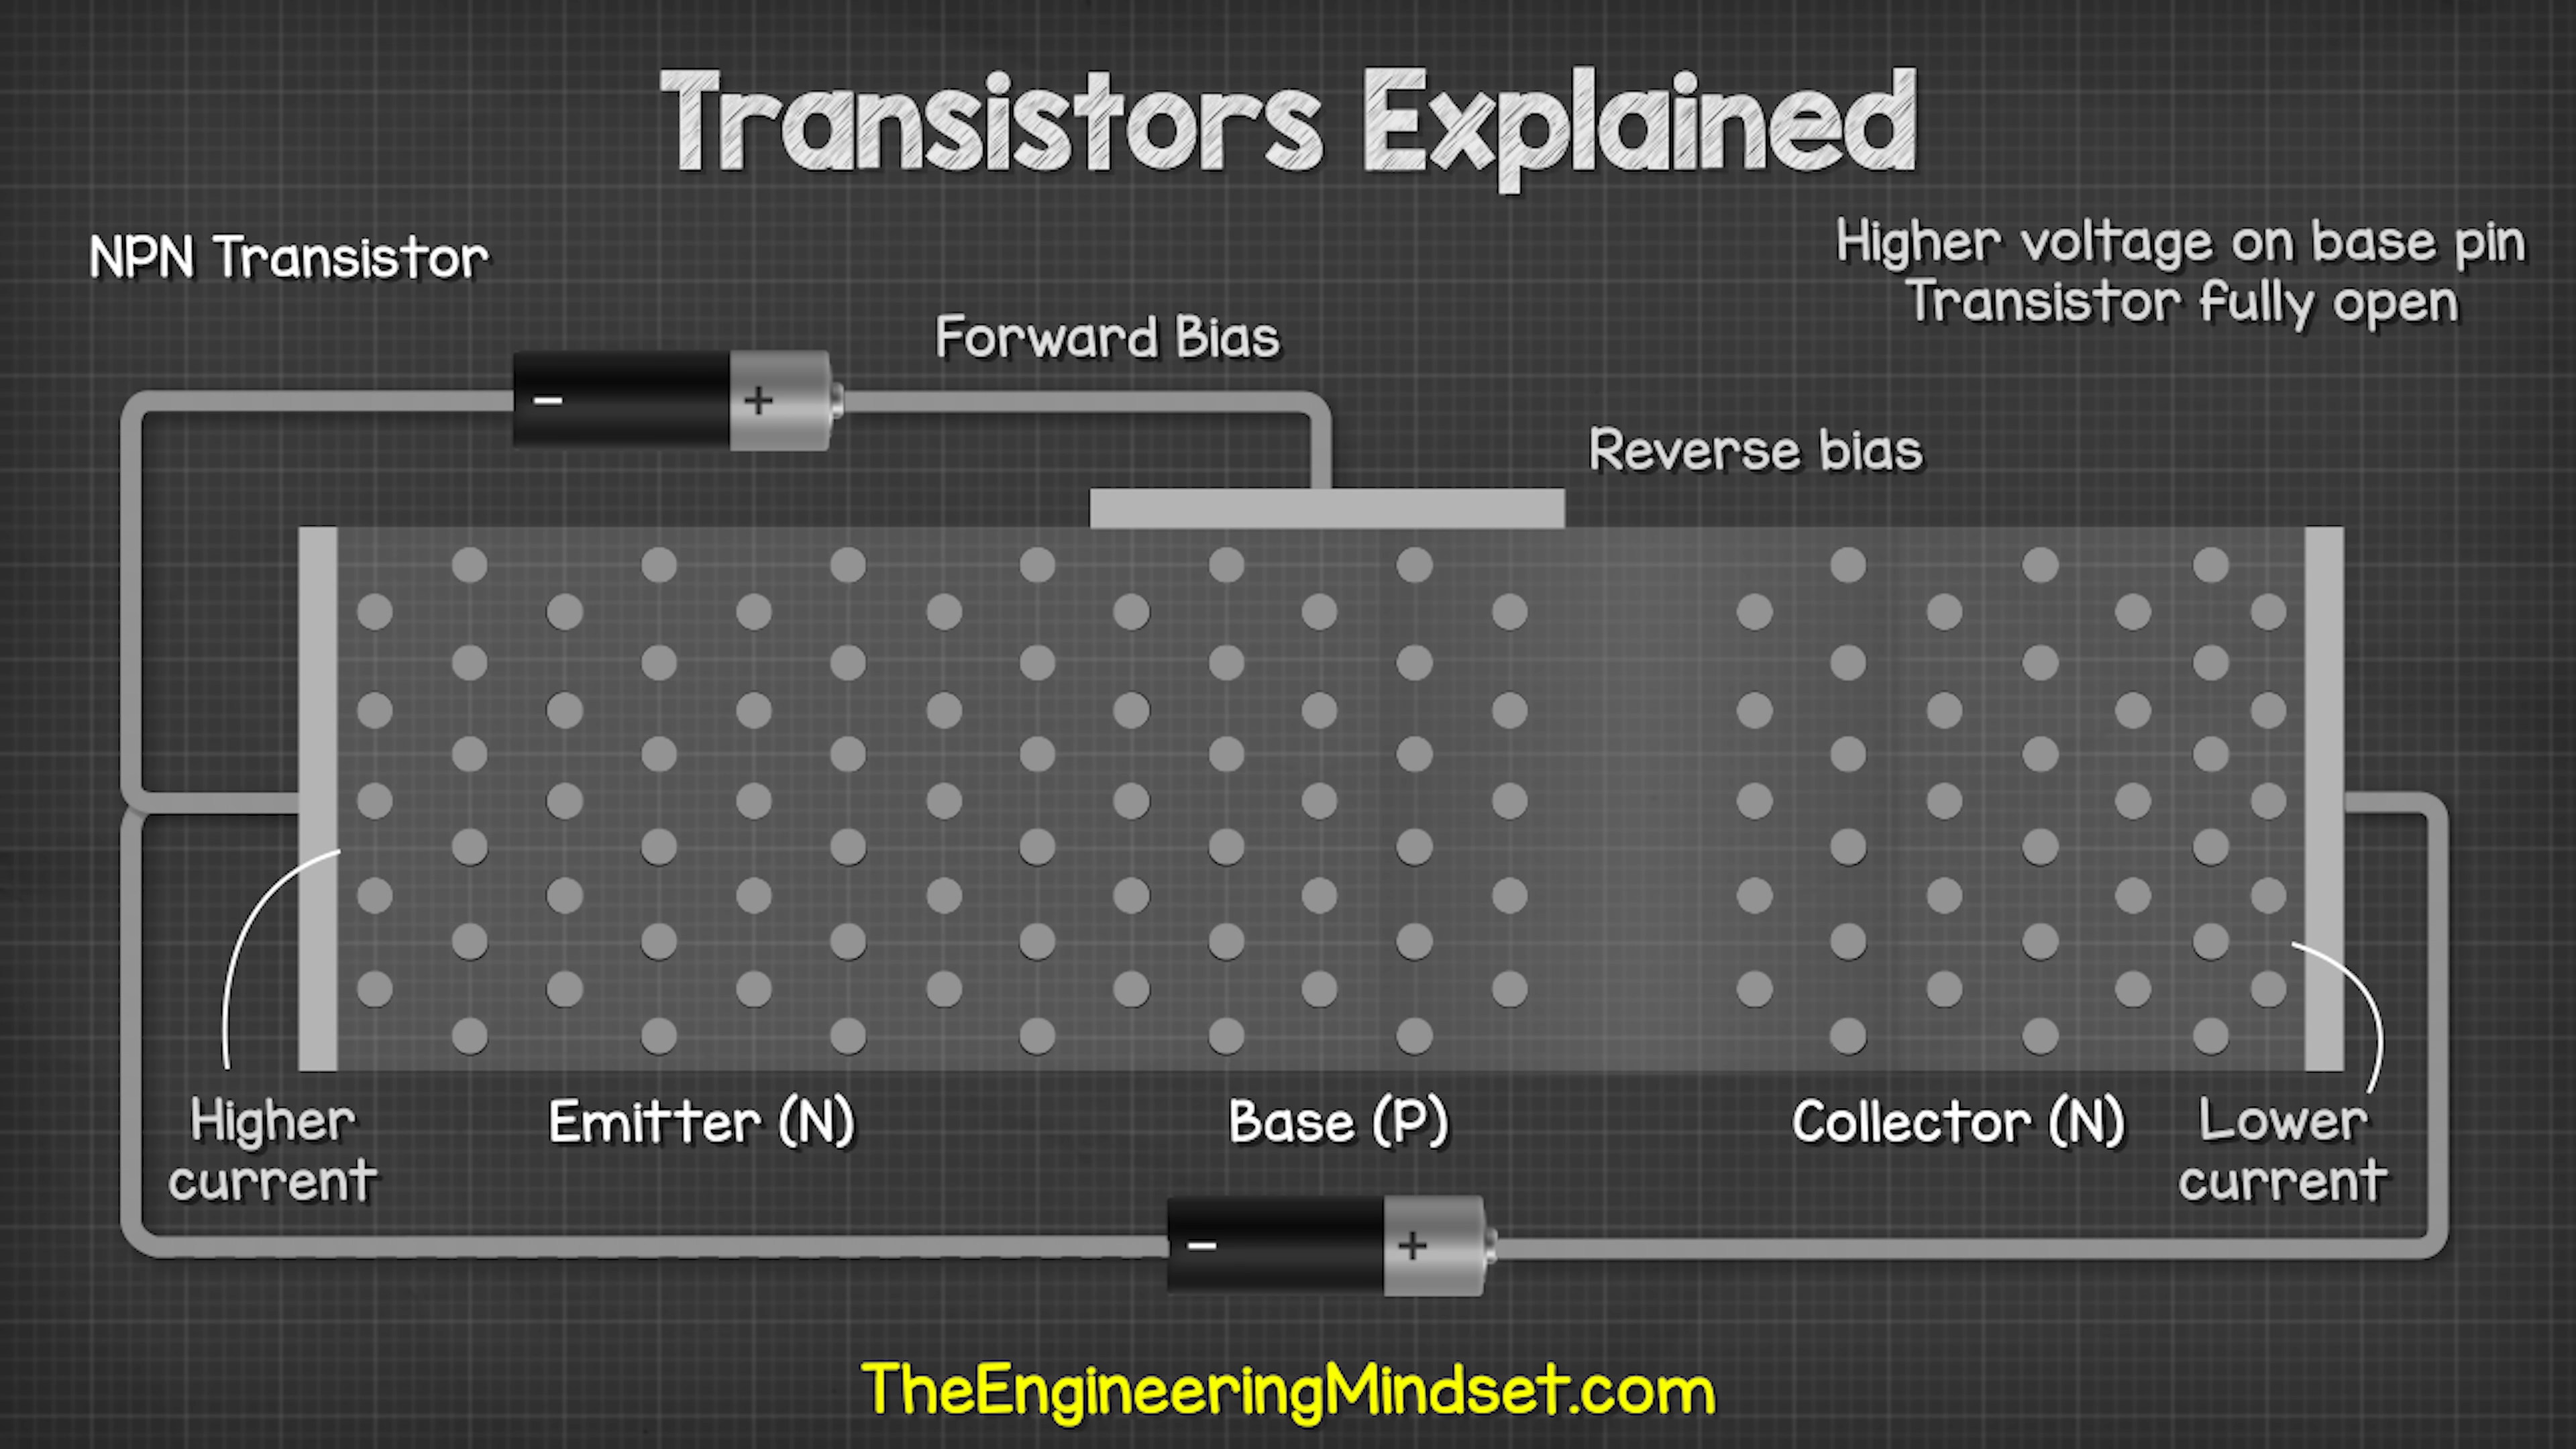 Transistors Explained
NPN Transistor
Higher voltage on base pin
Transistor fully open
Forward Bias
- +
Reverse bias
Higher
current
Emitter (N)
Base (P)
Collector (N)
Lower
current
- +
TheEngineeringMindset.com